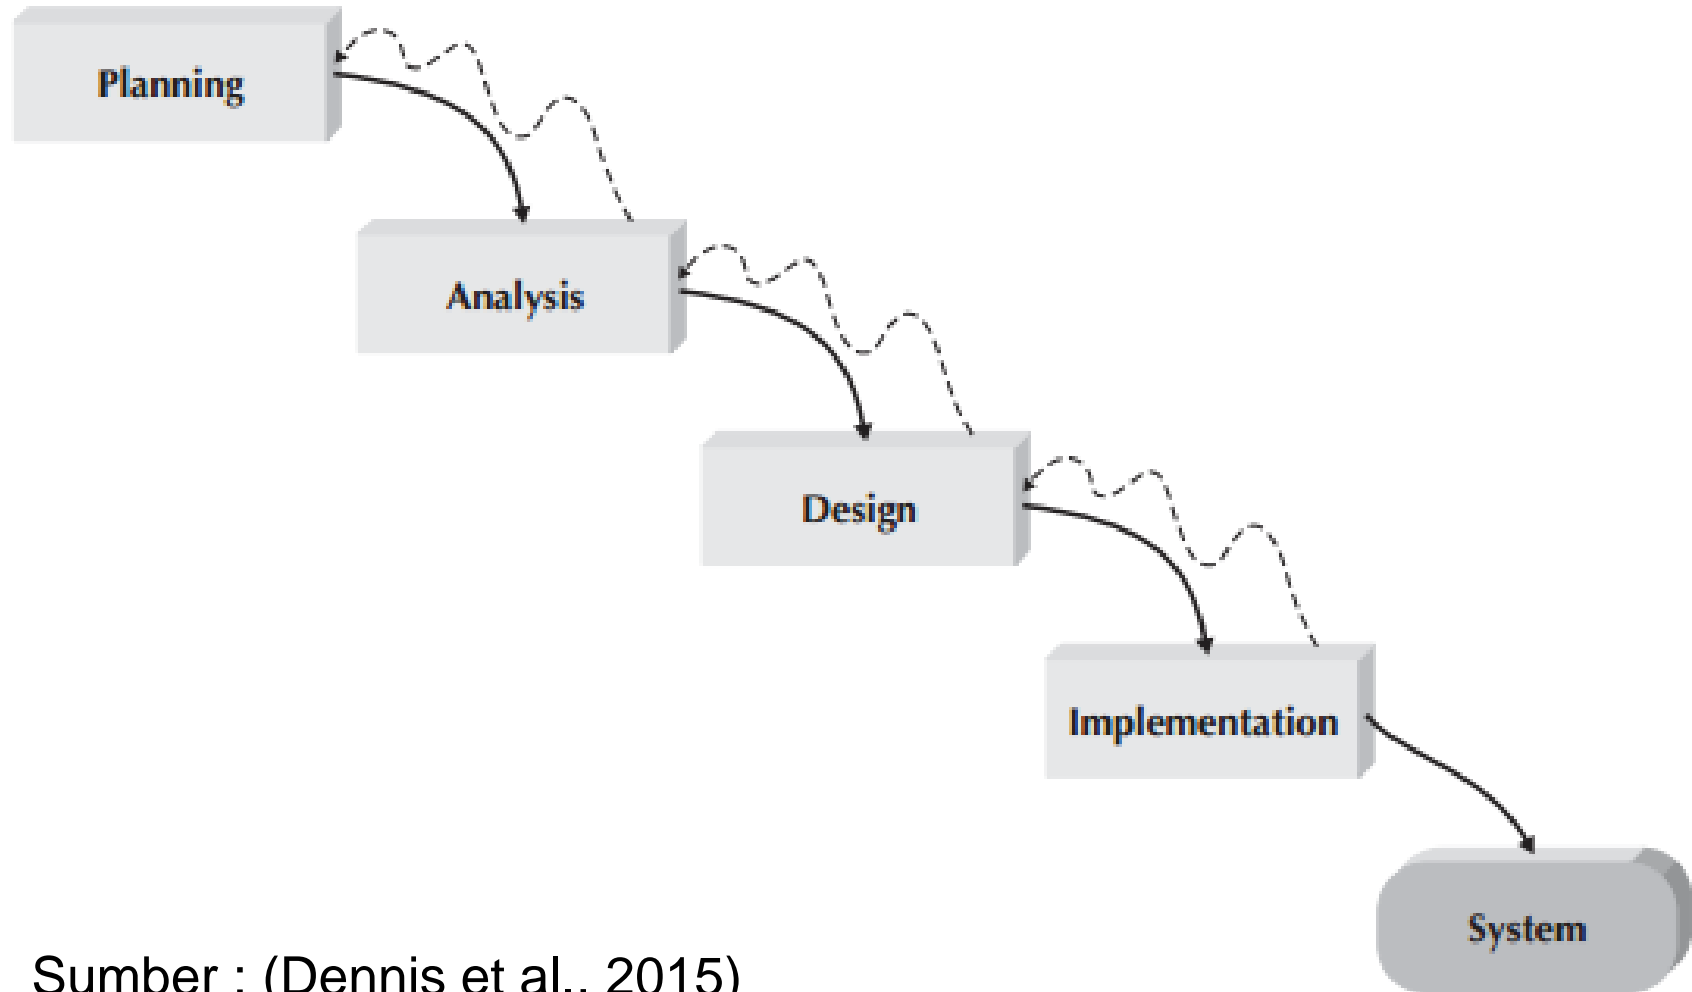 Planning
Analysis
Design
Implementation
System
Sumber : (Dennis et al., 2015)